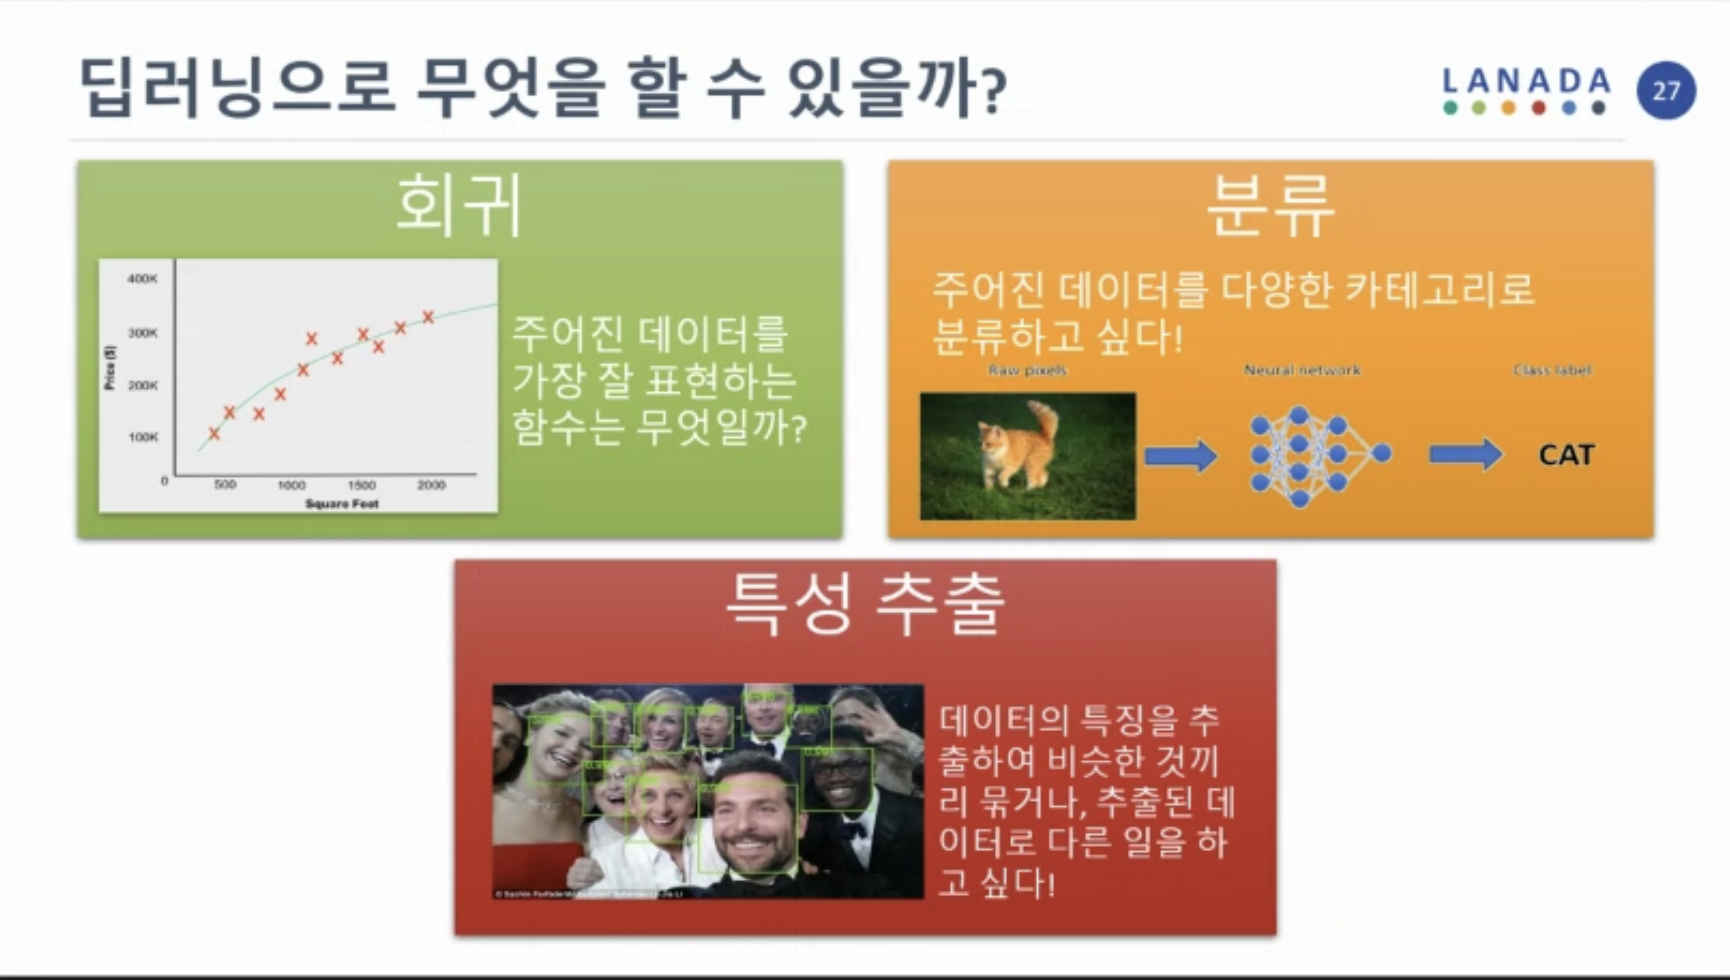 딥러닝으로 무엇을 할 수 있을까?
LANADA
27
회귀
400K
300K
200K
100K
0
500 1000 1500 2000
Price ($)
Square Feet
주어진 데이터를
가장 잘 표현하는
함수는 무엇일까?
분류
주어진 데이터를 다양한 카테고리로
분류하고 싶다!
Raw pixels Neural network Class label
CAT
특성 추출
데이터의 특징을 추
출하여 비슷한 것끼
리 묶거나, 추출된 데
이터로 다른 일을 하
고 싶다!